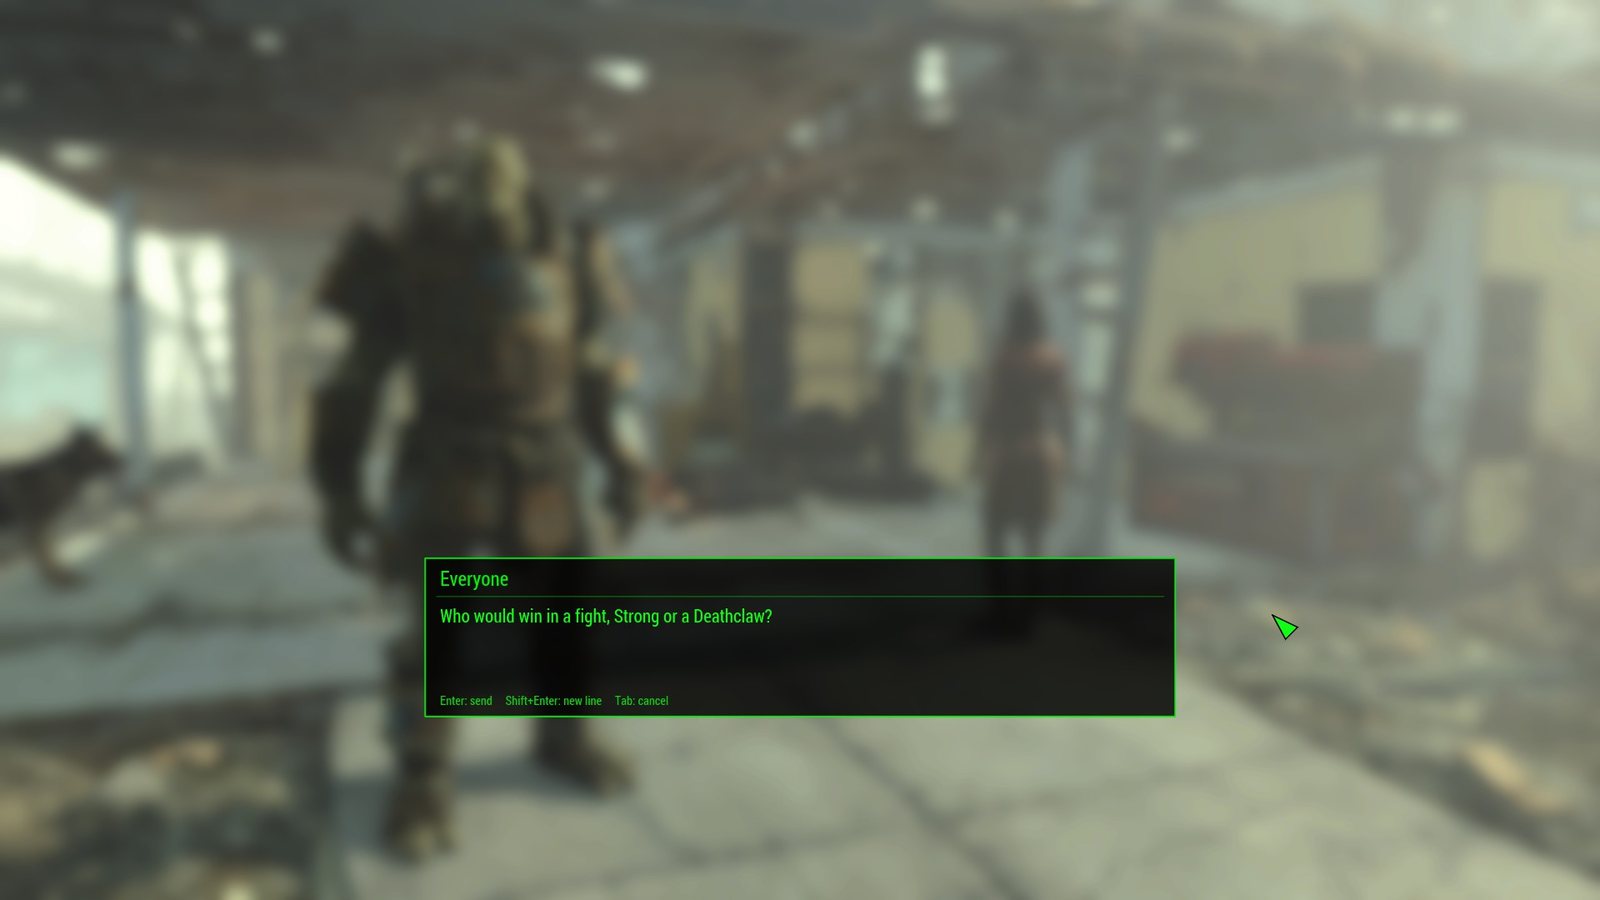 Everyone
Who would win in a fight, Strong or a Deathclaw?
Enter: send Shift+Enter: new line Tab: cancel